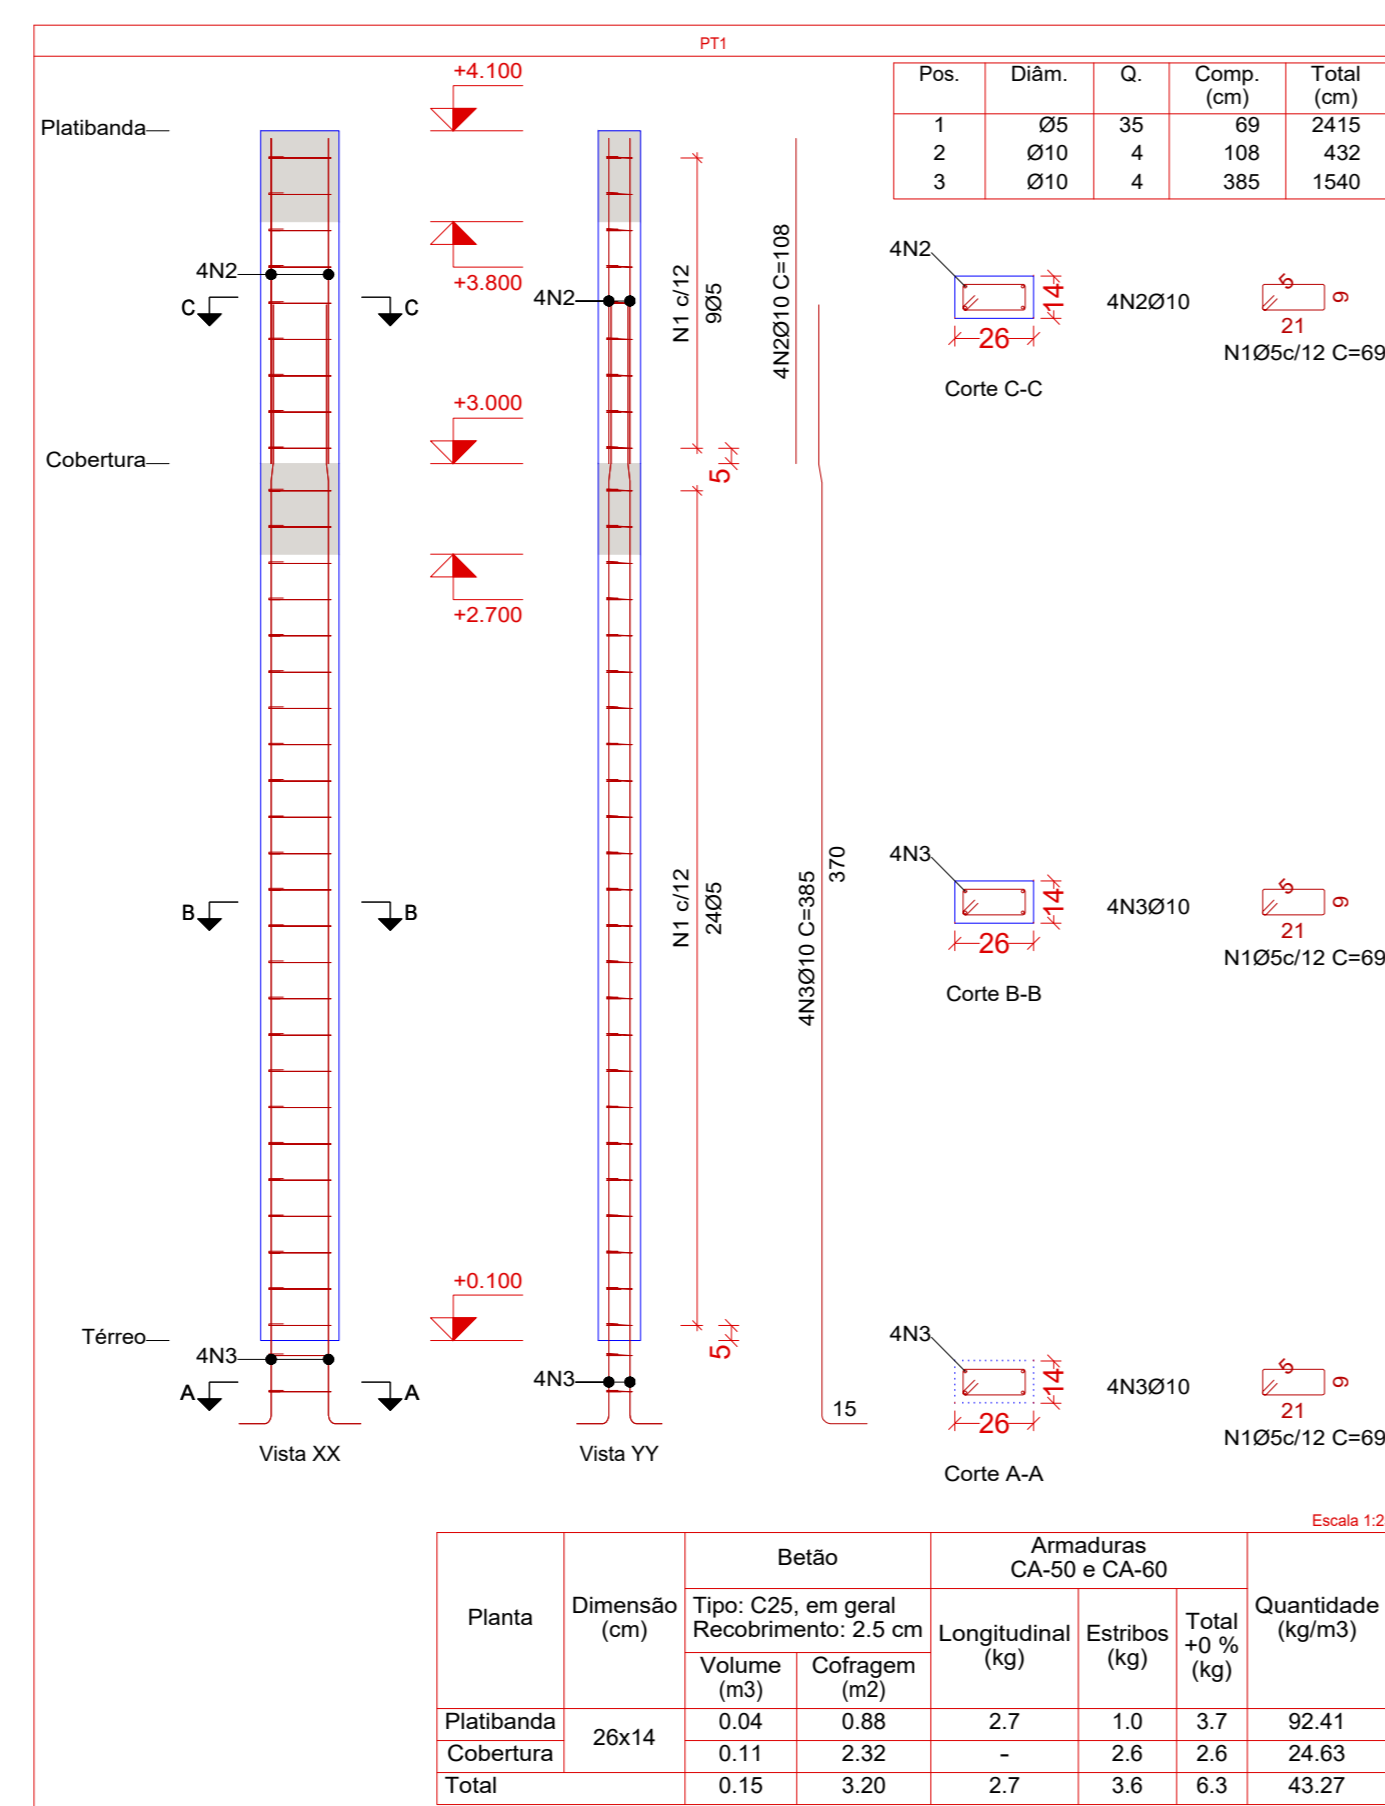 PT1
Pos. Diâm. Q. Comp. (cm) Total (cm)
1 Ø5 35 69 2415
2 Ø10 4 108 432
3 Ø10 4 385 1540
+4.100
Platibanda
+3.800
4N2
C C
4N2
N1 c/12
9Ø5
4N2Ø10 C=108
4N2
14
26
4N2Ø10
5
9
21
N1Ø5c/12 C=69
Corte C-C
+3.000
Cobertura
5
+2.700
B B
N1 c/12
24Ø5
4N3Ø10 C=385
370
4N3
14
26
4N3Ø10
5
9
21
N1Ø5c/12 C=69
Corte B-B
+0.100
Térreo
5
4N3
A A
4N3
15
Vista XX
Vista YY
4N3
14
26
4N3Ø10
5
9
21
N1Ø5c/12 C=69
Corte A-A
Escala 1:2
Planta
Dimensão
(cm)
Betão
Tipo: C25, em geral
Recobrimento: 2.5 cm
Volume
(m3)
Cofragem
(m2)
Armaduras
CA-50 e CA-60
Longitudinal
(kg)
Estribos
(kg)
Total
+0 %
(kg)
Quantidade
(kg/m3)
Platibanda 26x14 0.04 0.88 2.7 1.0 3.7 92.41
Cobertura 0.11 2.32 - 2.6 2.6 24.63
Total 0.15 3.20 2.7 3.6 6.3 43.27